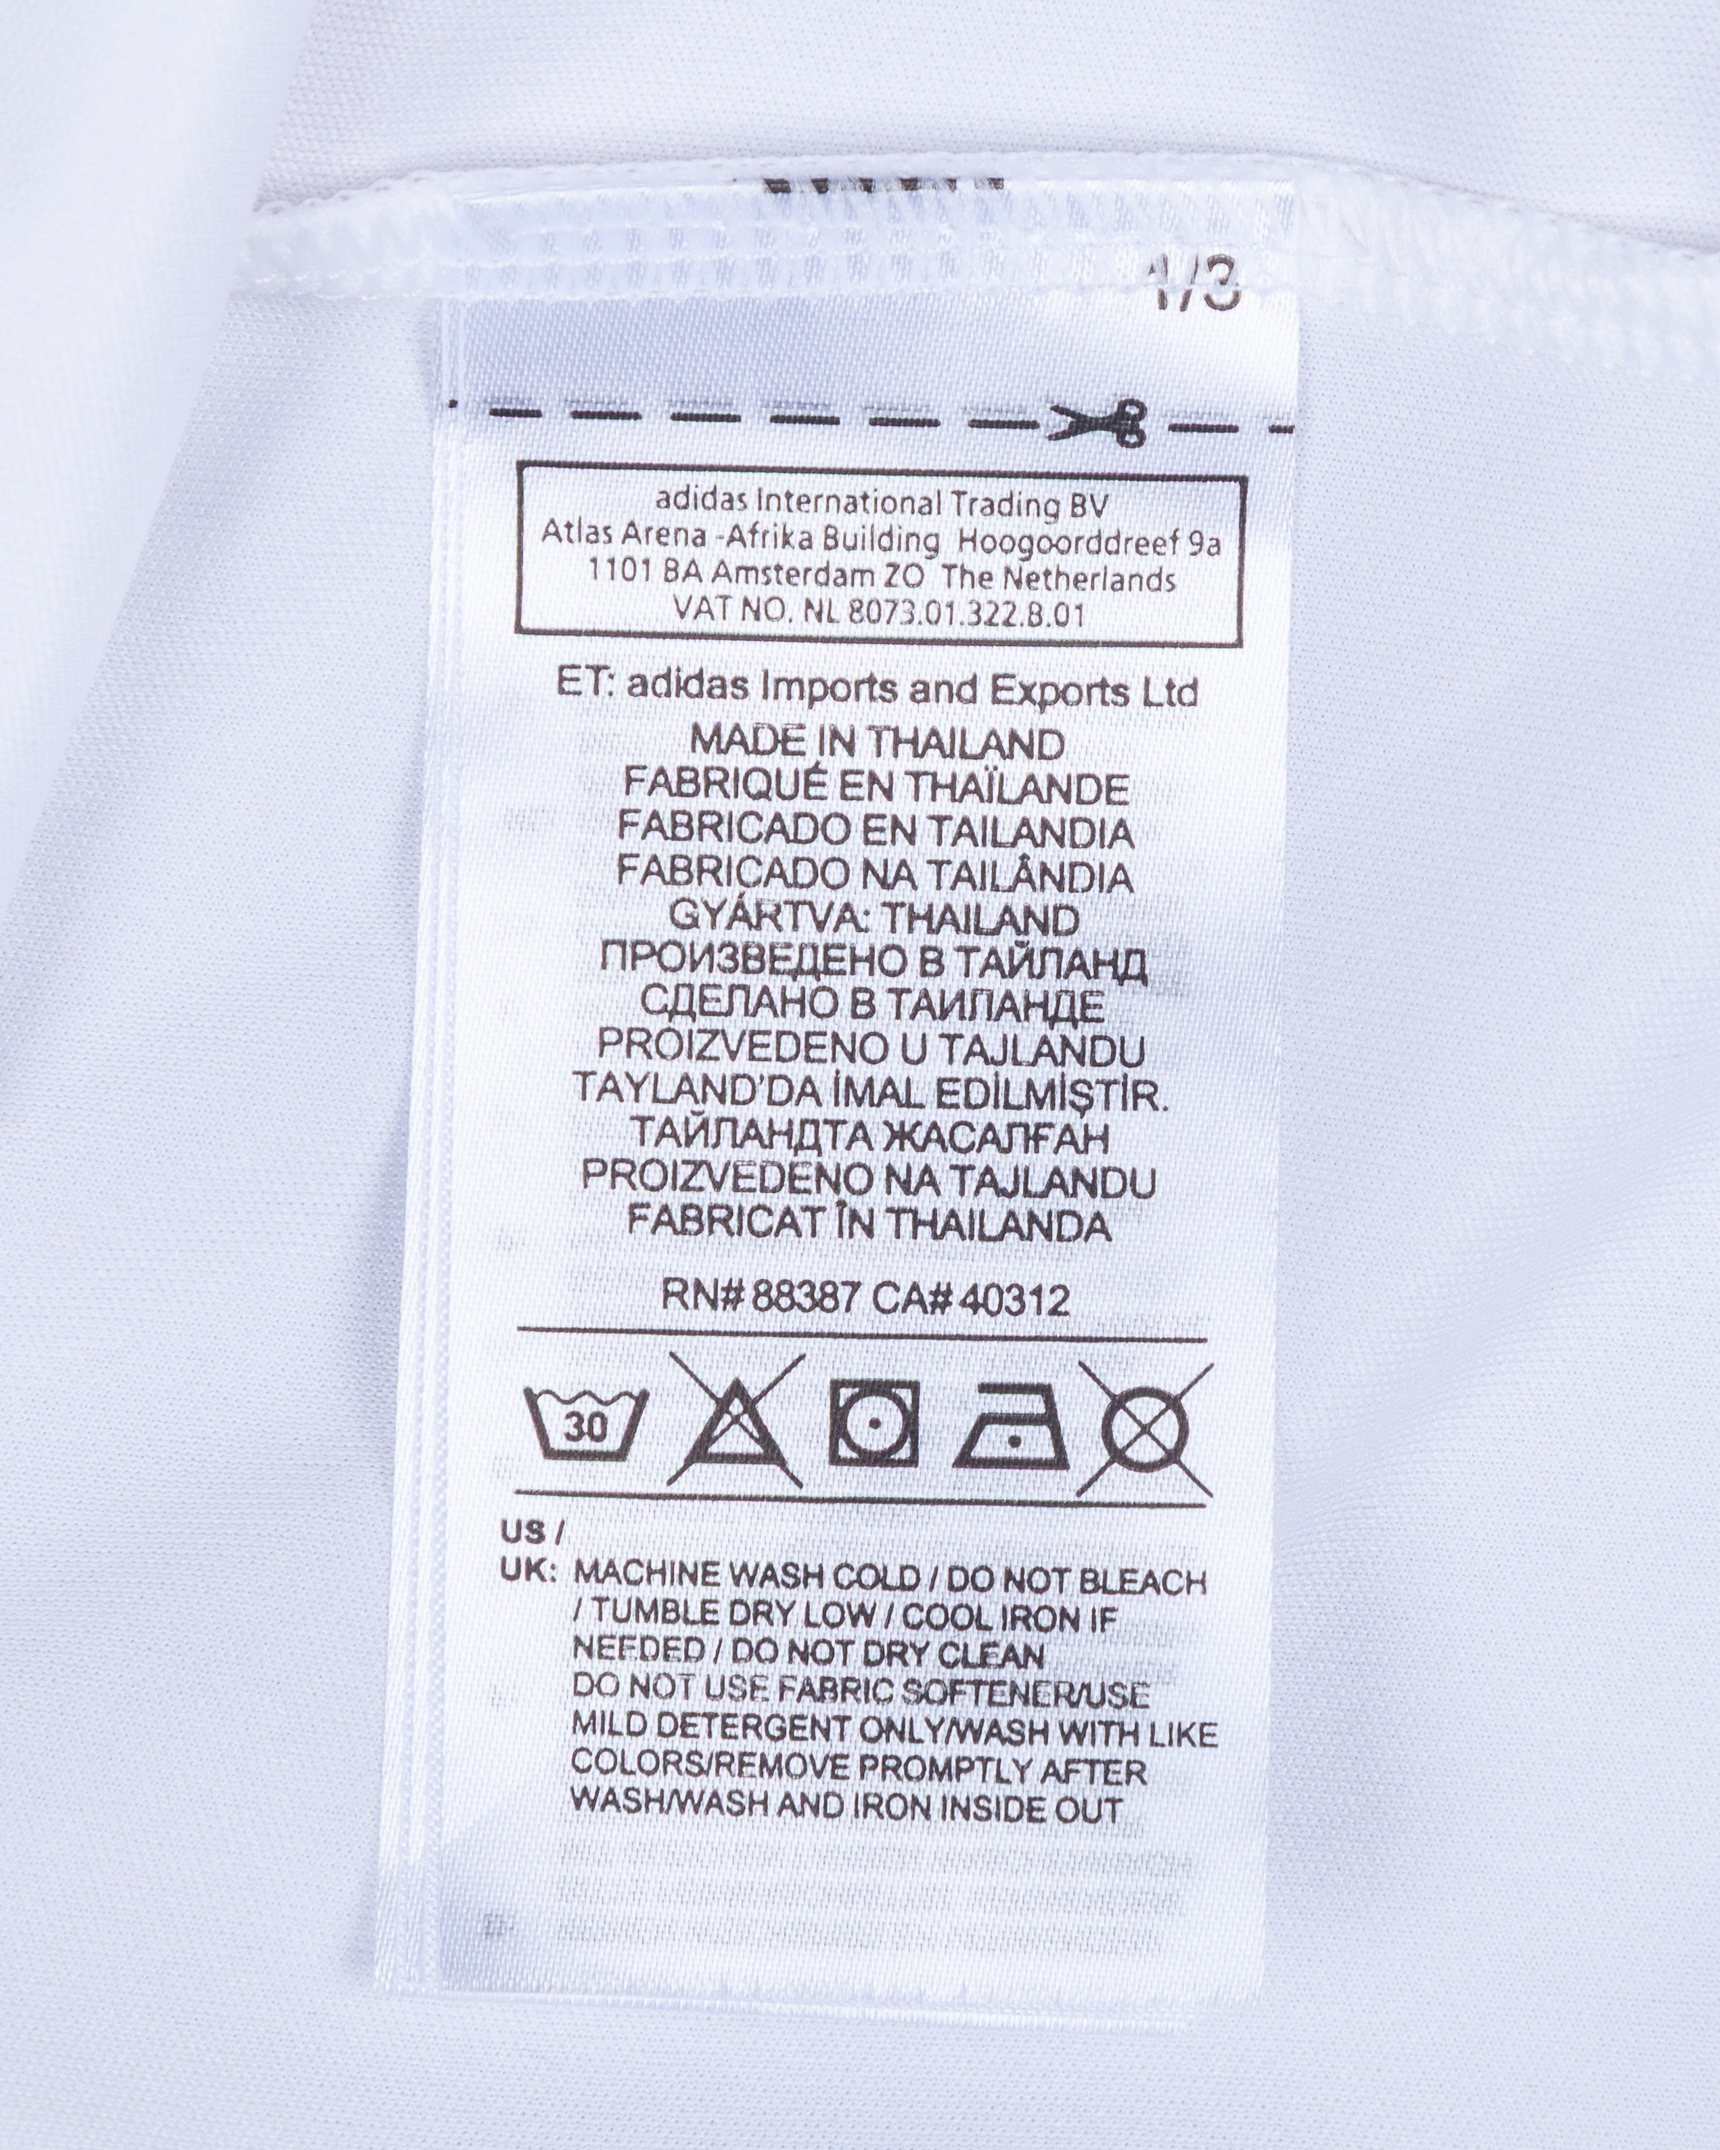 1/3
adidas International Trading BV
Atlas Arena -Afrika Building Hoogoorddreef 9a
1101 BA Amsterdam ZO The Netherlands
VAT NO. NL 8073.01.322.B.01
ET: adidas Imports and Exports Ltd
MADE IN THAILAND
FABRIQUÉ EN THAÏLANDE
FABRICADO EN TAILANDIA
FABRICADO NA TAILÂNDIA
GYÁRTVA: THAILAND
ПРОИЗВЕДЕНО В ТАЙЛАНД
СДЕЛАНО В ТАИЛАНДЕ
PROIZVEDENO U TAJLANDU
TAYLAND'DA İMAL EDİLMİŞTİR.
ТАЙЛАНДТА ЖАСАЛҒАН
PROIZVEDENO NA TAJLANDU
FABRICAT ÎN THAILANDA
RN# 88387 CA# 40312
30
US /
UK: MACHINE WASH COLD / DO NOT BLEACH
/ TUMBLE DRY LOW / COOL IRON IF
NEEDED / DO NOT DRY CLEAN
DO NOT USE FABRIC SOFTENER/USE
MILD DETERGENT ONLY/WASH WITH LIKE
COLORS/REMOVE PROMPTLY AFTER
WASH/WASH AND IRON INSIDE OUT